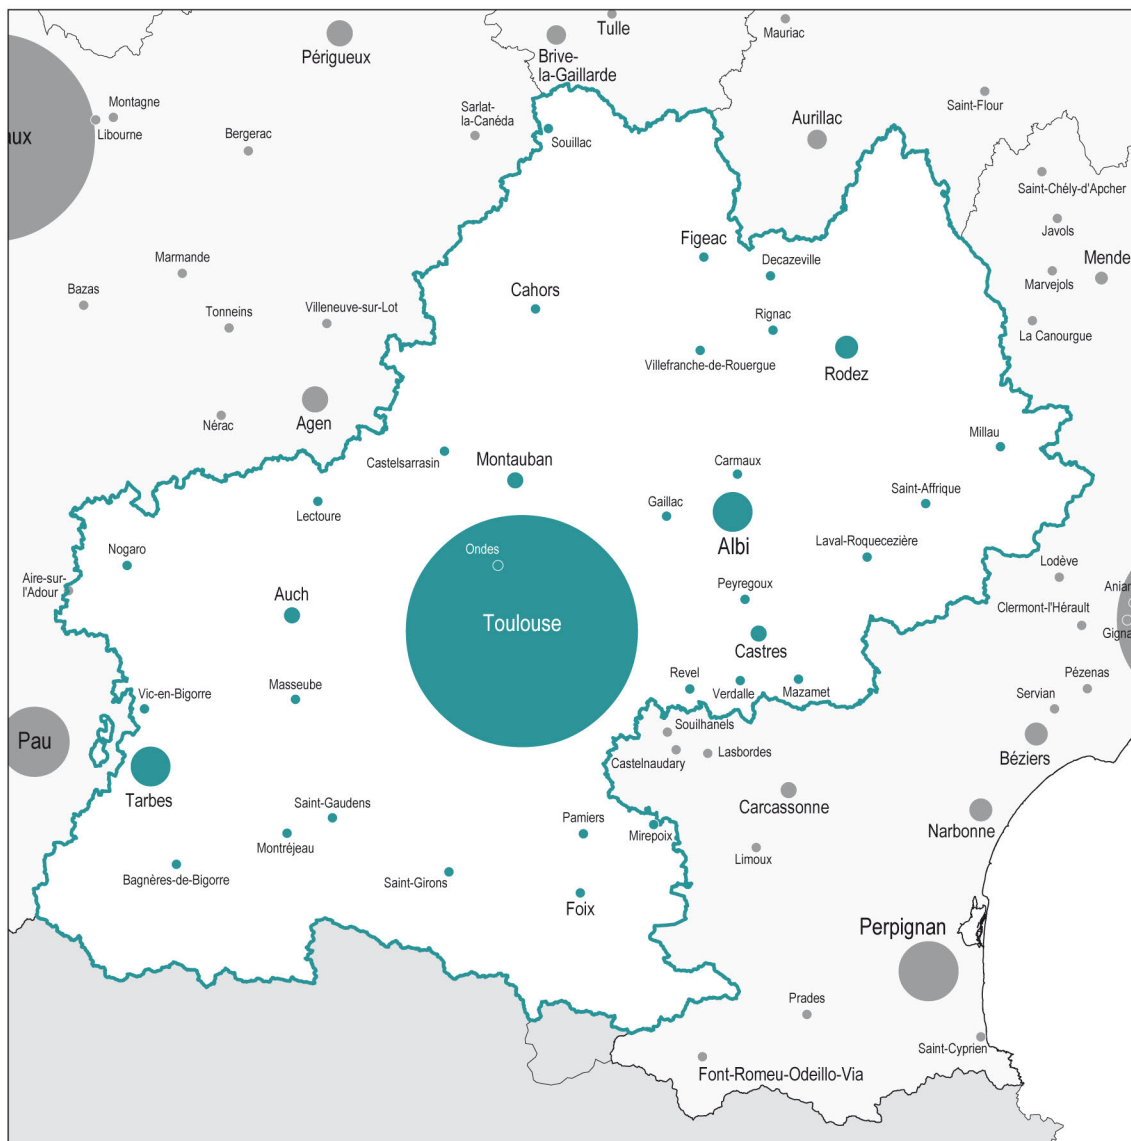 Tulle
Mauriac
Périgueux
Brive-
la-Gaillarde
Montagne
Libourne
Sarlat-
la-Canéda
Saint-Flour
Aurillac
aux
Bergerac
Souillac
Saint-Chély-d'Apcher
Javols
Figeac
Marmande
Decazeville
Mende
Bazas
Cahors
Marvejols
Tonneins
Villeneuve-sur-Lot
Rignac
La Canourgue
Villefranche-de-Rouergue
Rodez
Nérac
Agen
Millau
Castelsarrasin
Montauban
Carmaux
Saint-Affrique
Lectoure
Gaillac
Albi
Laval-Roquecezière
Nogaro
Ondes
Lodève
Aire-sur-
l'Adour
Auch
Peyregoux
Aniar
Clermont-l'Hérault
Toulouse
Gigna
Castres
Pézenas
Masseube
Revel
Verdalle
Mazamet
Vic-en-Bigorre
Servian
Souilhanels
Pau
Castelnaudary
Lasbordes
Béziers
Tarbes
Saint-Gaudens
Carcassonne
Pamiers
Mirepoix
Narbonne
Montréjeau
Limoux
Bagnères-de-Bigorre
Saint-Girons
Foix
Perpignan
Prades
Saint-Cyprien
Font-Romeu-Odeillo-Via